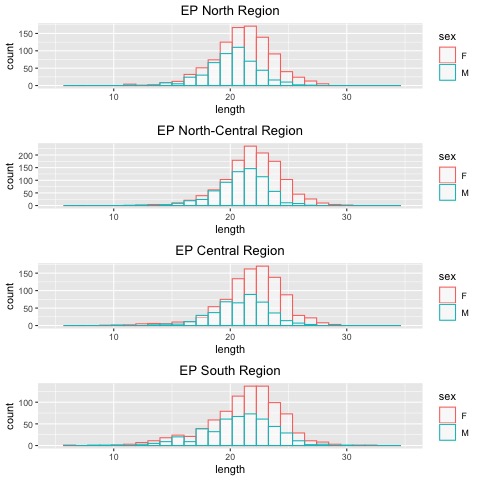 EP North Region
count
150
100
50
0
10
20
30
length
sex
F
M
EP North-Central Region
count
200
150
100
50
0
10
20
30
length
sex
F
M
EP Central Region
count
150
100
50
0
10
20
30
length
sex
F
M
EP South Region
count
100
50
0
10
20
30
length
sex
F
M